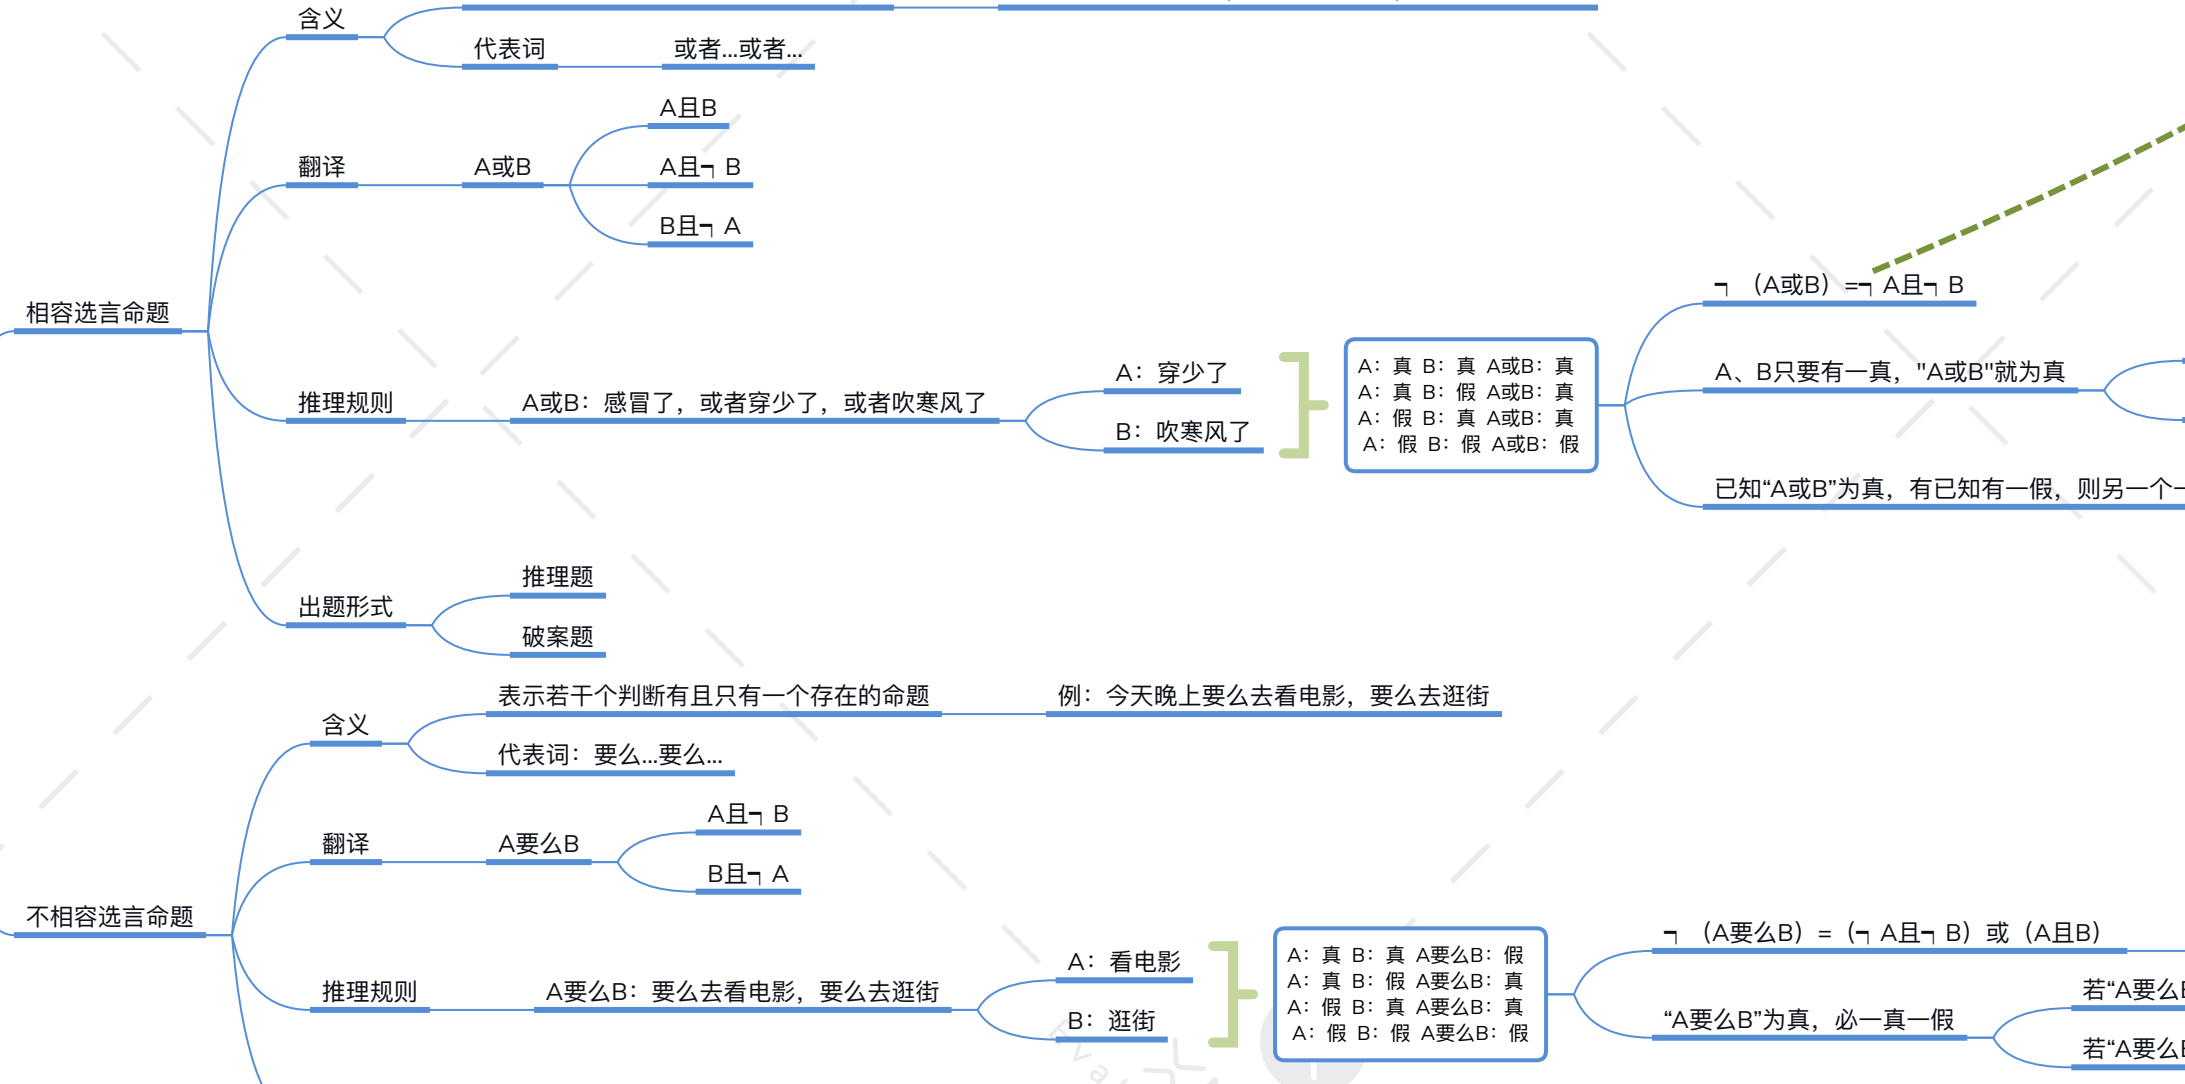 含义
代表词
或者...或者...
A且B
翻译
A或B
A且¬ B
B且¬ A
¬ （A或B）=¬ A且¬ B
相容选言命题
A：穿少了
A：真 B：真 A或B：真
A：真 B：假 A或B：真
A：假 B：真 A或B：真
A：假 B：假 A或B：假
A、B只要有一真，"A或B"就为真
推理规则
A或B：感冒了，或者穿少了，或者吹寒风了
B：吹寒风了
已知“A或B”为真，有已知有一假，则另一个
推理题
出题形式
破案题
表示若干个判断有且只有一个存在的命题
例：今天晚上要么去看电影，要么去逛街
含义
代表词：要么...要么...
A且¬ B
翻译
A要么B
B且¬ A
不相容选言命题
¬ （A要么B）=（¬ A且¬ B）或（A且B）
A：看电影
A：真 B：真 A要么B：假
A：真 B：假 A要么B：真
A：假 B：真 A要么B：真
A：假 B：假 A要么B：假
若“A要么B
推理规则
A要么B：要么去看电影，要么去逛街
B：逛街
“A要么B”为真，必一真一假
若“A要么B